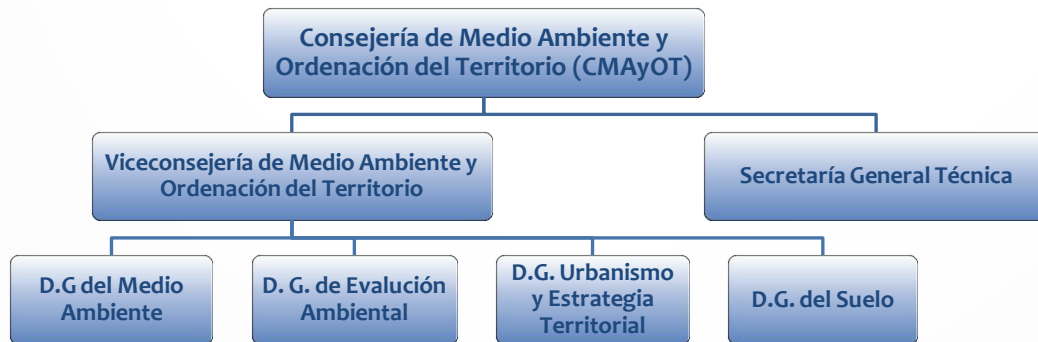 Consejería de Medio Ambiente y
Ordenación del Territorio (CMAyOT)
Viceconsejería de Medio Ambiente y
Ordenación del Territorio
Secretaría General Técnica
D.G del Medio
Ambiente
D. G. de Evalución
Ambiental
D.G. Urbanismo
y Estrategia
Territorial
D.G. del Suelo